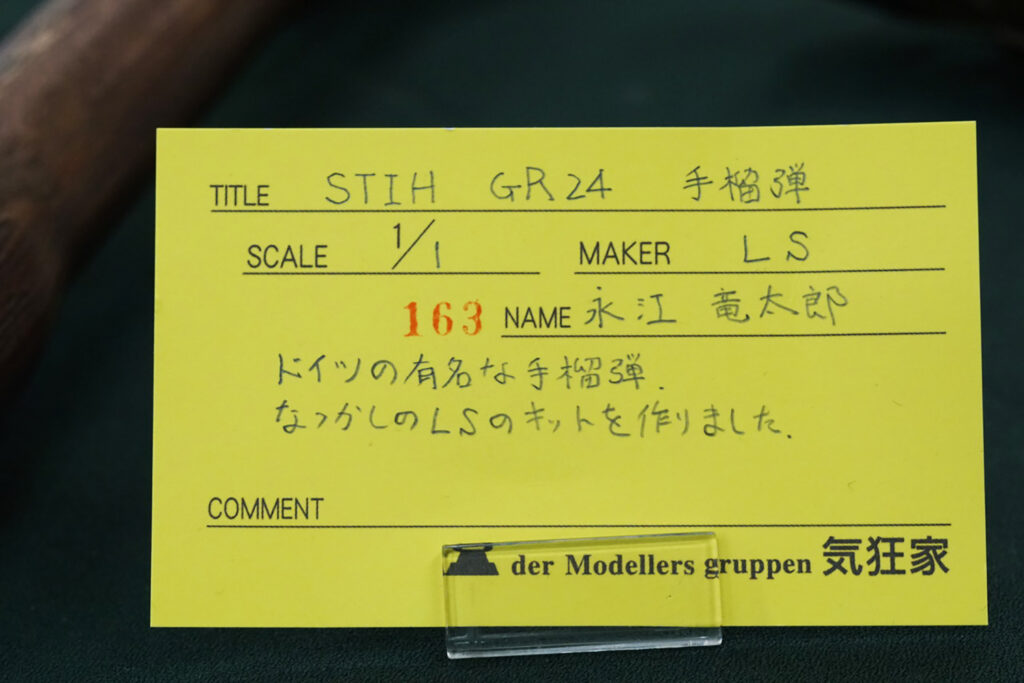 TITLE STIH GR24 手榴弾
SCALE 1/1 MAKER LS
163 NAME 永江 竜太郎
ドイツの有名な手榴弾.
なつかしのLSのキットを作りました.
COMMENT
der Modellers gruppen 気狂家